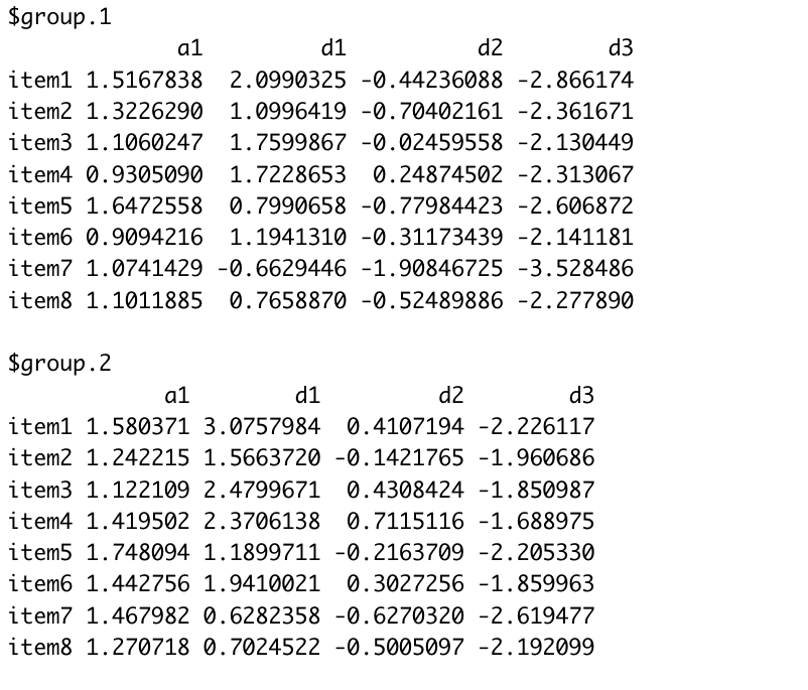 $group.1
a1 d1 d2 d3
item1 1.5167838 2.0990325 -0.44236088 -2.866174
item2 1.3226290 1.0996419 -0.70402161 -2.361671
item3 1.1060247 1.7599867 -0.02459558 -2.130449
item4 0.9305090 1.7228653 0.24874502 -2.313067
item5 1.6472558 0.7990658 -0.77984423 -2.606872
item6 0.9094216 1.1941310 -0.31173439 -2.141181
item7 1.0741429 -0.6629446 -1.90846725 -3.528486
item8 1.1011885 0.7658870 -0.52489886 -2.277890
$group.2
a1 d1 d2 d3
item1 1.580371 3.0757984 0.4107194 -2.226117
item2 1.242215 1.5663720 -0.1421765 -1.960686
item3 1.122109 2.4799671 0.4308424 -1.850987
item4 1.419502 2.3706138 0.7115116 -1.688975
item5 1.748094 1.1899711 -0.2163709 -2.205330
item6 1.442756 1.9410021 0.3027256 -1.859963
item7 1.467982 0.6282358 -0.6270320 -2.619477
item8 1.270718 0.7024522 -0.5005097 -2.192099